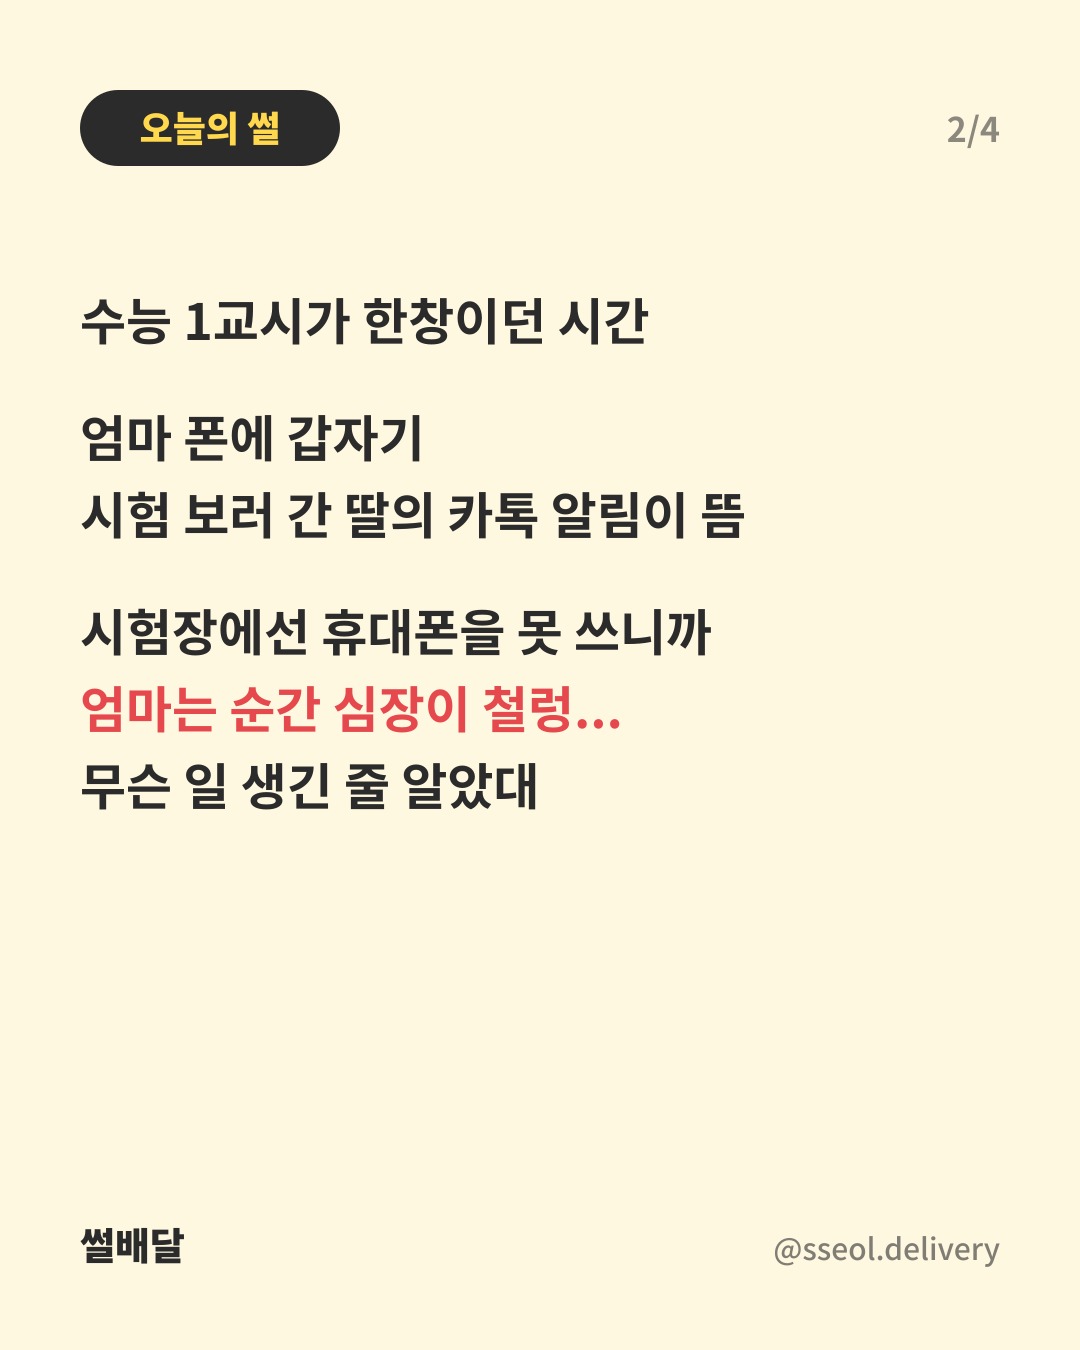 오늘의 썰
2/4
수능 1교시가 한창이던 시간
엄마 폰에 갑자기
시험 보러 간 딸의 카톡 알림이 뜸
시험장에선 휴대폰을 못 쓰니까
엄마는 순간 심장이 철렁...
무슨 일 생긴 줄 알았대
썰배달
@sseol.delivery